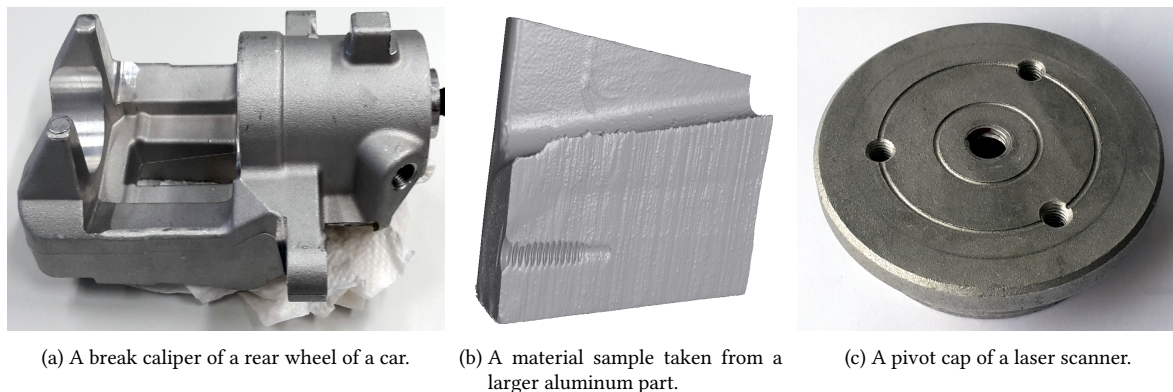 (a) A break caliper of a rear wheel of a car.
(b) A material sample taken from a
larger aluminum part.
(c) A pivot cap of a laser scanner.